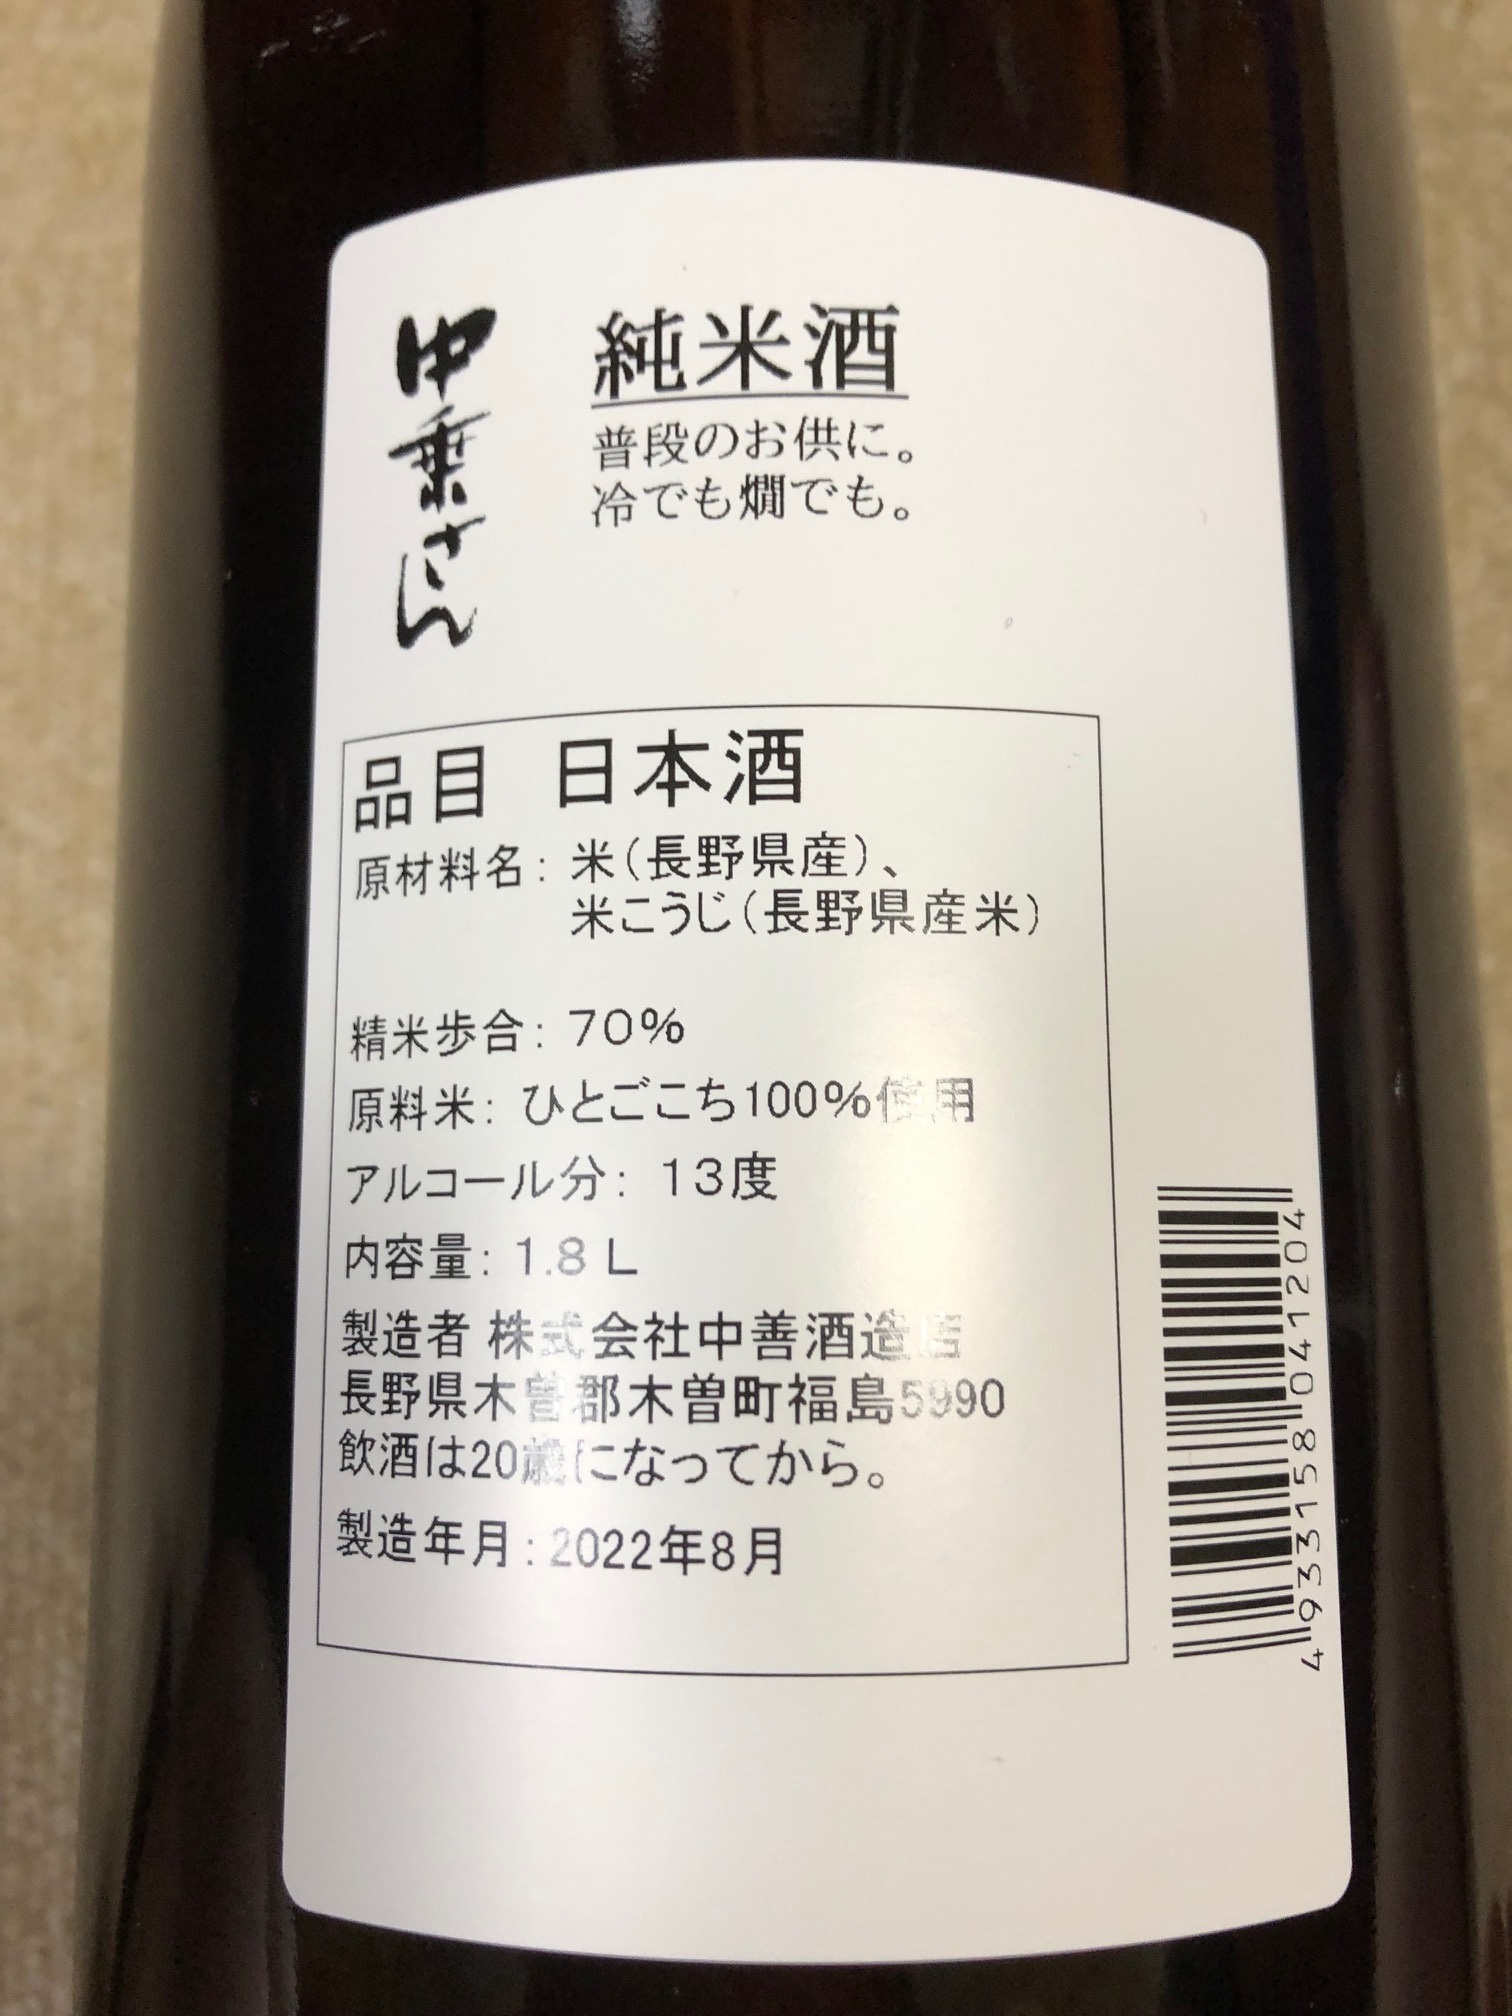 中乗さん
純米酒
普段のお供に。
冷でも燗でも。
品目 日本酒
原材料名: 米(長野県産)、
米こうじ(長野県産米)
精米歩合: 70%
原料米: ひとごこち100%使用
アルコール分: 13度
内容量: 1.8 L
製造者 株式会社中善酒造店
長野県木曽郡木曽町福島5990
飲酒は20歳になってから。
製造年月: 2022年8月
4933158041204